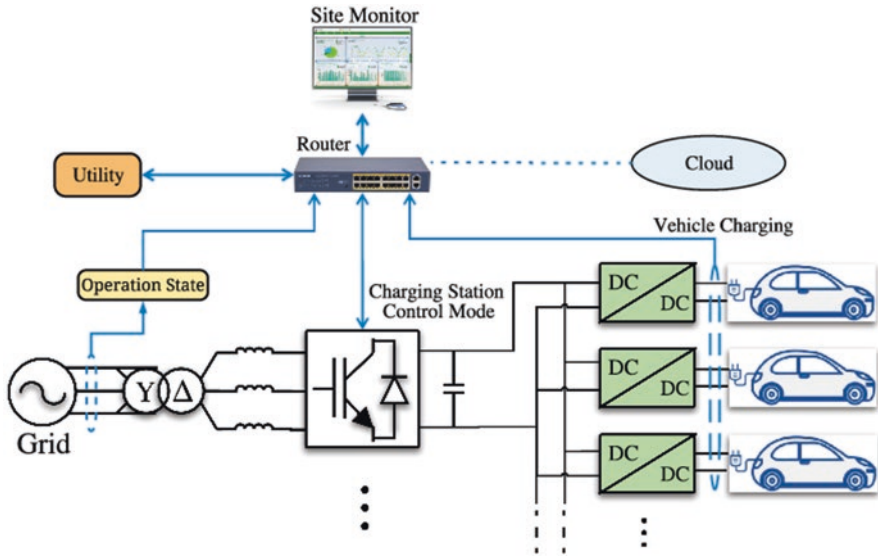 Site Monitor
Router
Utility
Cloud
Vehicle Charging
Operation State
Charging Station
Control Mode
DC
DC
DC
DC
DC
DC
Y
Δ
Grid